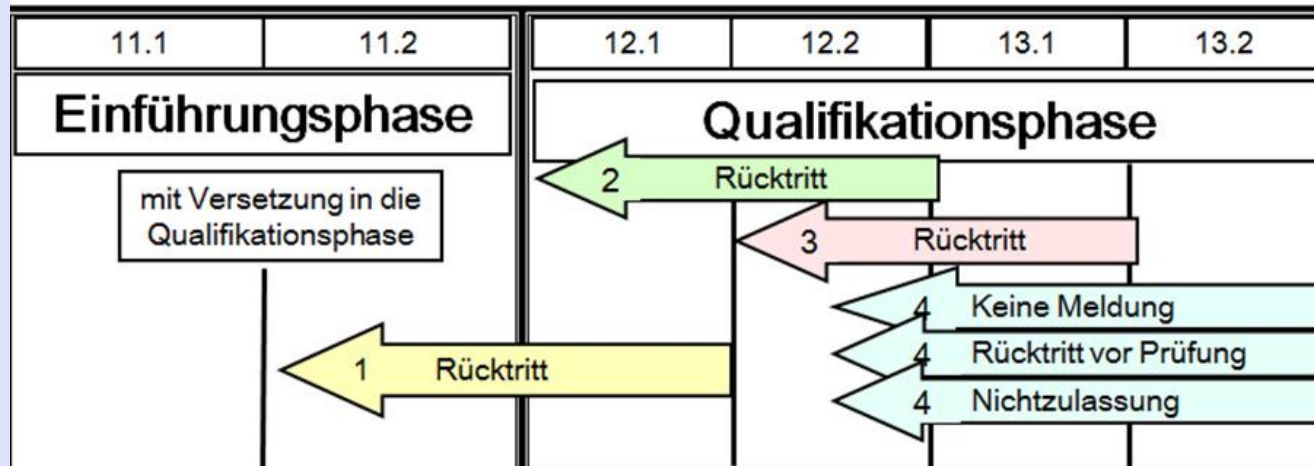 11.1 11.2 12.1 12.2 13.1 13.2
Einführungsphase Qualifikationsphase
mit Versetzung in die
Qualifikationsphase
2 Rücktritt
3 Rücktritt
4 Keine Meldung
4 Rücktritt vor Prüfung
1 Rücktritt
4 Nichtzulassung